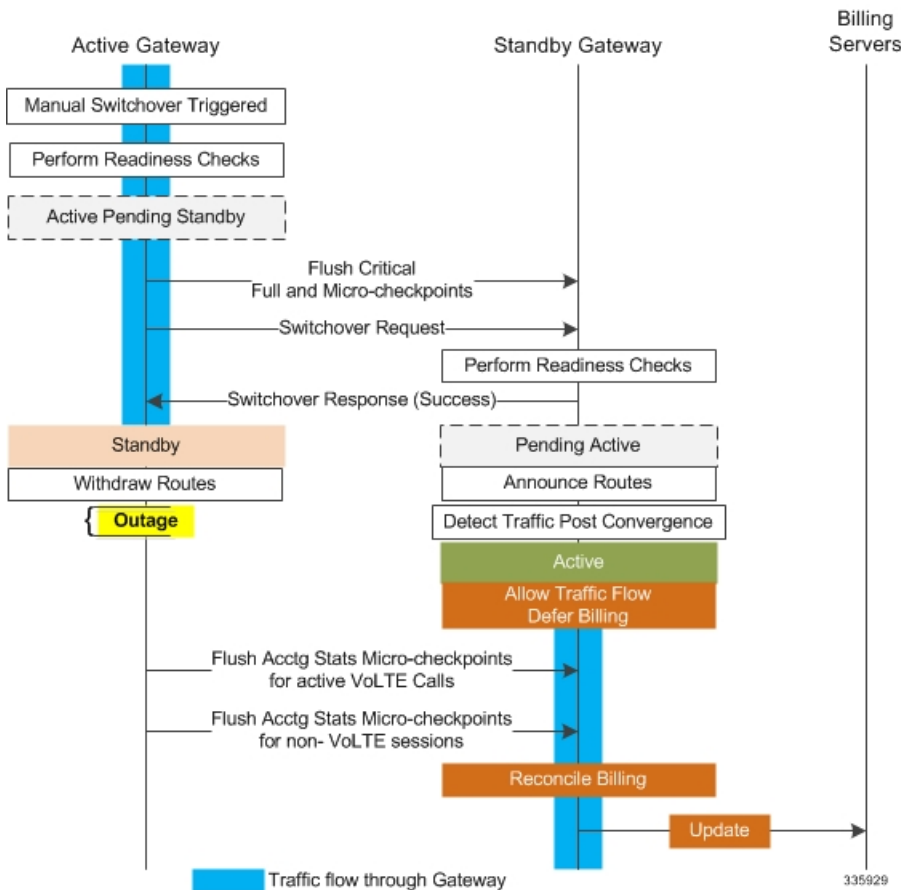 Billing
Servers
Active Gateway
Standby Gateway
Manual Switchover Triggered
Perform Readiness Checks
Active Pending Standby
Flush Critical
Full and Micro-checkpoints
Switchover Request
Perform Readiness Checks
Switchover Response (Success)
Standby
Pending Active
Withdraw Routes
Announce Routes
{ Outage
Detect Traffic Post Convergence
Active
Allow Traffic Flow
Defer Billing
Flush Acctg Stats Micro-checkpoints
for active VoLTE Calls
Flush Acctg Stats Micro-checkpoints
for non- VoLTE sessions
Reconcile Billing
Update
Traffic flow through Gateway
335929